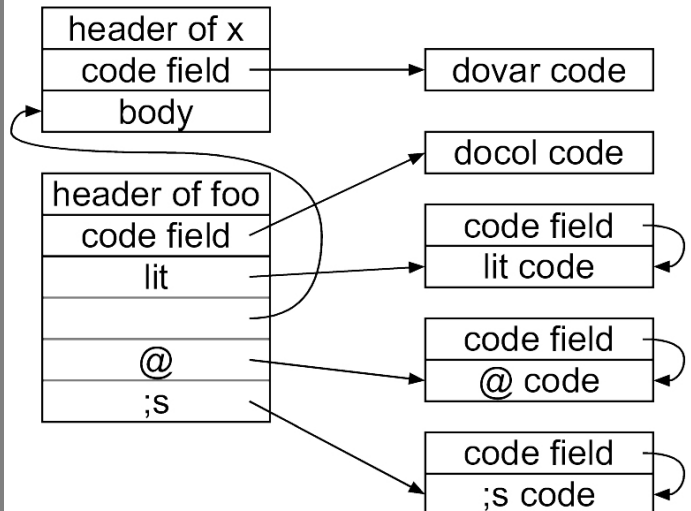 header of x
code field
body
header of foo
code field
lit
@
;s
dovar code
docol code
code field
lit code
code field
@ code
code field
;s code